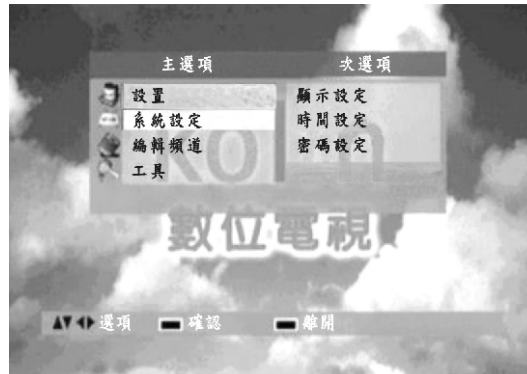 主選項 次選項
設置 顯示設定
系統設定 時間設定
編輯頻道 密碼設定
工具
數位電視
選項 確認 離開